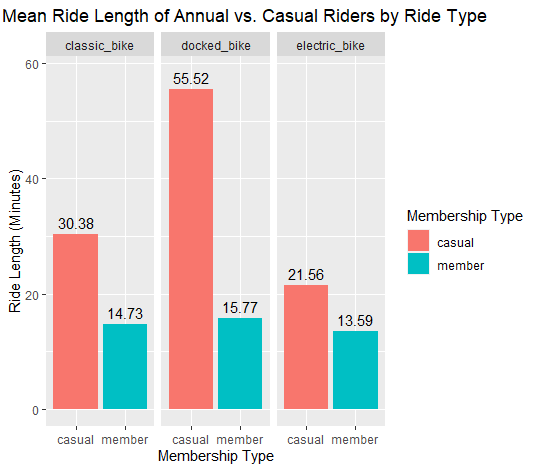 Mean Ride Length of Annual vs. Casual Riders by Ride Type
classic_bike docked_bike electric_bike
60
40
20
0
Ride Length (Minutes)
30.38
14.73
55.52
15.77
21.56
13.59
casual member casual member casual member
Membership Type
Membership Type
casual
member